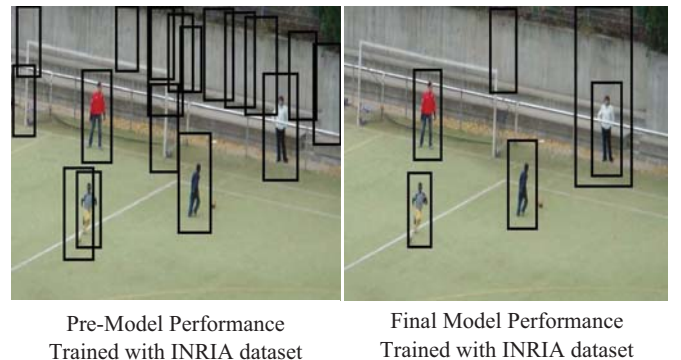 Pre-Model Performance
Trained with INRIA dataset
Final Model Performance
Trained with INRIA dataset